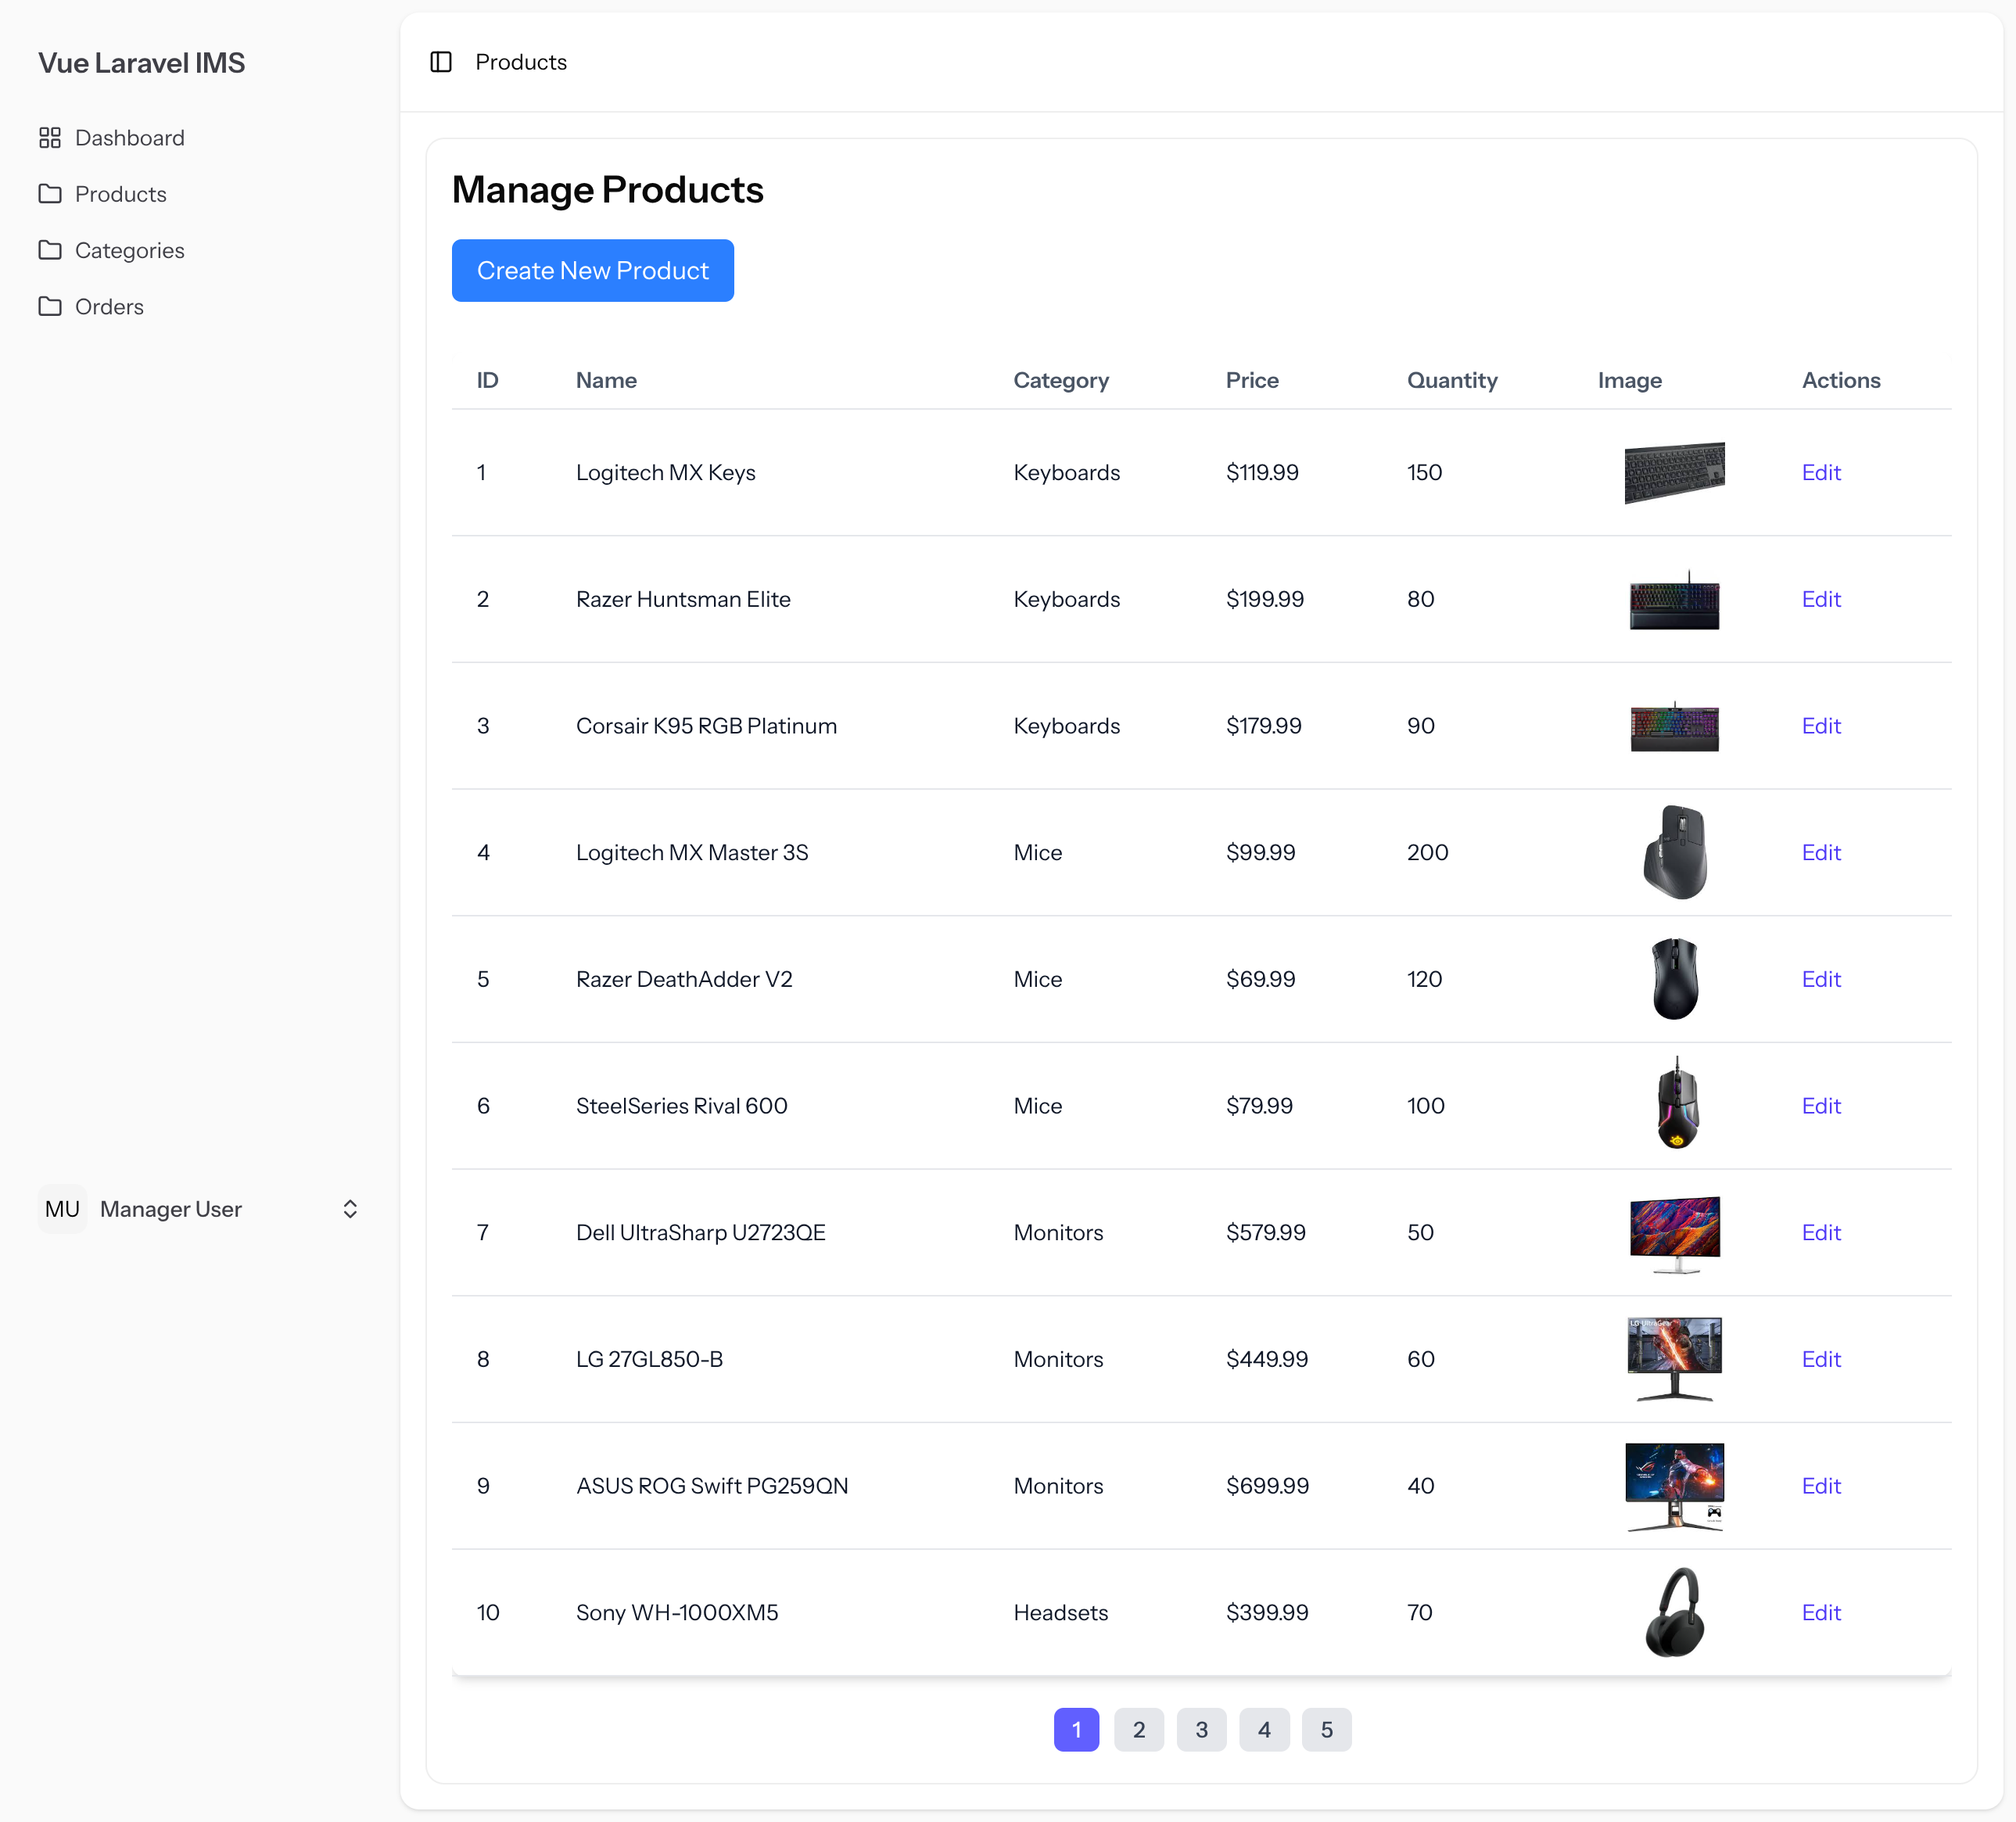 Vue Laravel IMS
Dashboard
Products
Categories
Orders
MU Manager User
Products
Manage Products
Create New Product
ID Name Category Price Quantity Image Actions
1 Logitech MX Keys Keyboards $119.99 150 Edit
2 Razer Huntsman Elite Keyboards $199.99 80 Edit
3 Corsair K95 RGB Platinum Keyboards $179.99 90 Edit
4 Logitech MX Master 3S Mice $99.99 200 Edit
5 Razer DeathAdder V2 Mice $69.99 120 Edit
6 SteelSeries Rival 600 Mice $79.99 100 Edit
7 Dell UltraSharp U2723QE Monitors $579.99 50 Edit
8 LG 27GL850-B Monitors $449.99 60 LG UltraGear Edit
9 ASUS ROG Swift PG259QN Monitors $699.99 40 Edit
10 Sony WH-1000XM5 Headsets $399.99 70 Edit
1 2 3 4 5